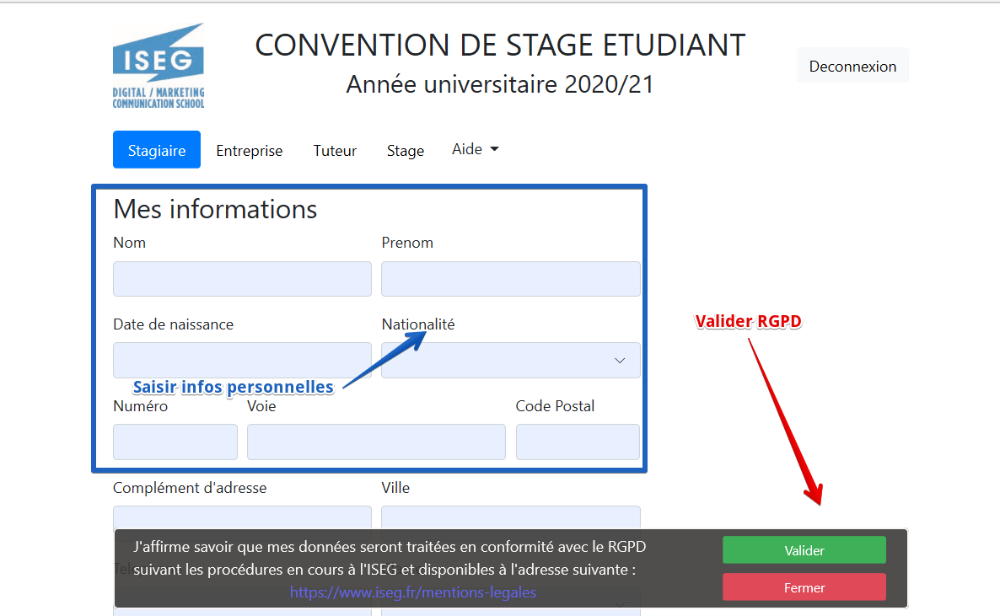 ISEG
DIGITAL / MARKETING
COMMUNICATION SCHOOL
CONVENTION DE STAGE ETUDIANT
Année universitaire 2020/21
Deconnexion
Stagiaire Entreprise Tuteur Stage Aide
Mes informations
Nom Prenom
Date de naissance Nationalité
Valider RGPD
Saisir infos personnelles
Numéro Voie Code Postal
Complément d'adresse Ville
J'affirme savoir que mes données seront traitées en conformité avec le RGPD
suivant les procédures en cours à l'ISEG et disponibles à l'adresse suivante :
https://www.iseg.fr/mentions-legales
Valider
Fermer